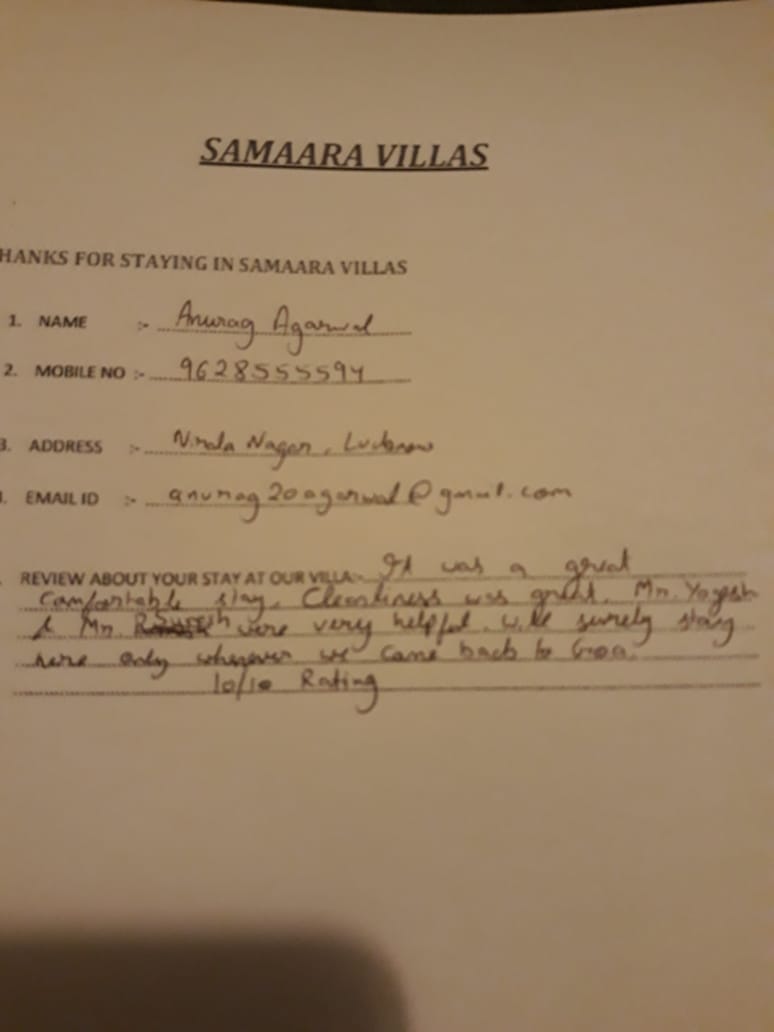 SAMAARA VILLAS
HANKS FOR STAYING IN SAMAARA VILLAS
1. NAME :- Anurag Agarwal
2. MOBILE NO :- 9628555594
3. ADDRESS :- Nirala Nagar, Lucknow
. EMAIL ID :- anurag20agarwal@gmail.com
. REVIEW ABOUT YOUR STAY AT OUR VILLA:- It was a great
comfortable stay. Cleanliness was great. Mr. Yogesh
& Mr. were very helpful. will surely stay
here only whenever we come back to Goa.
10/10 Rating